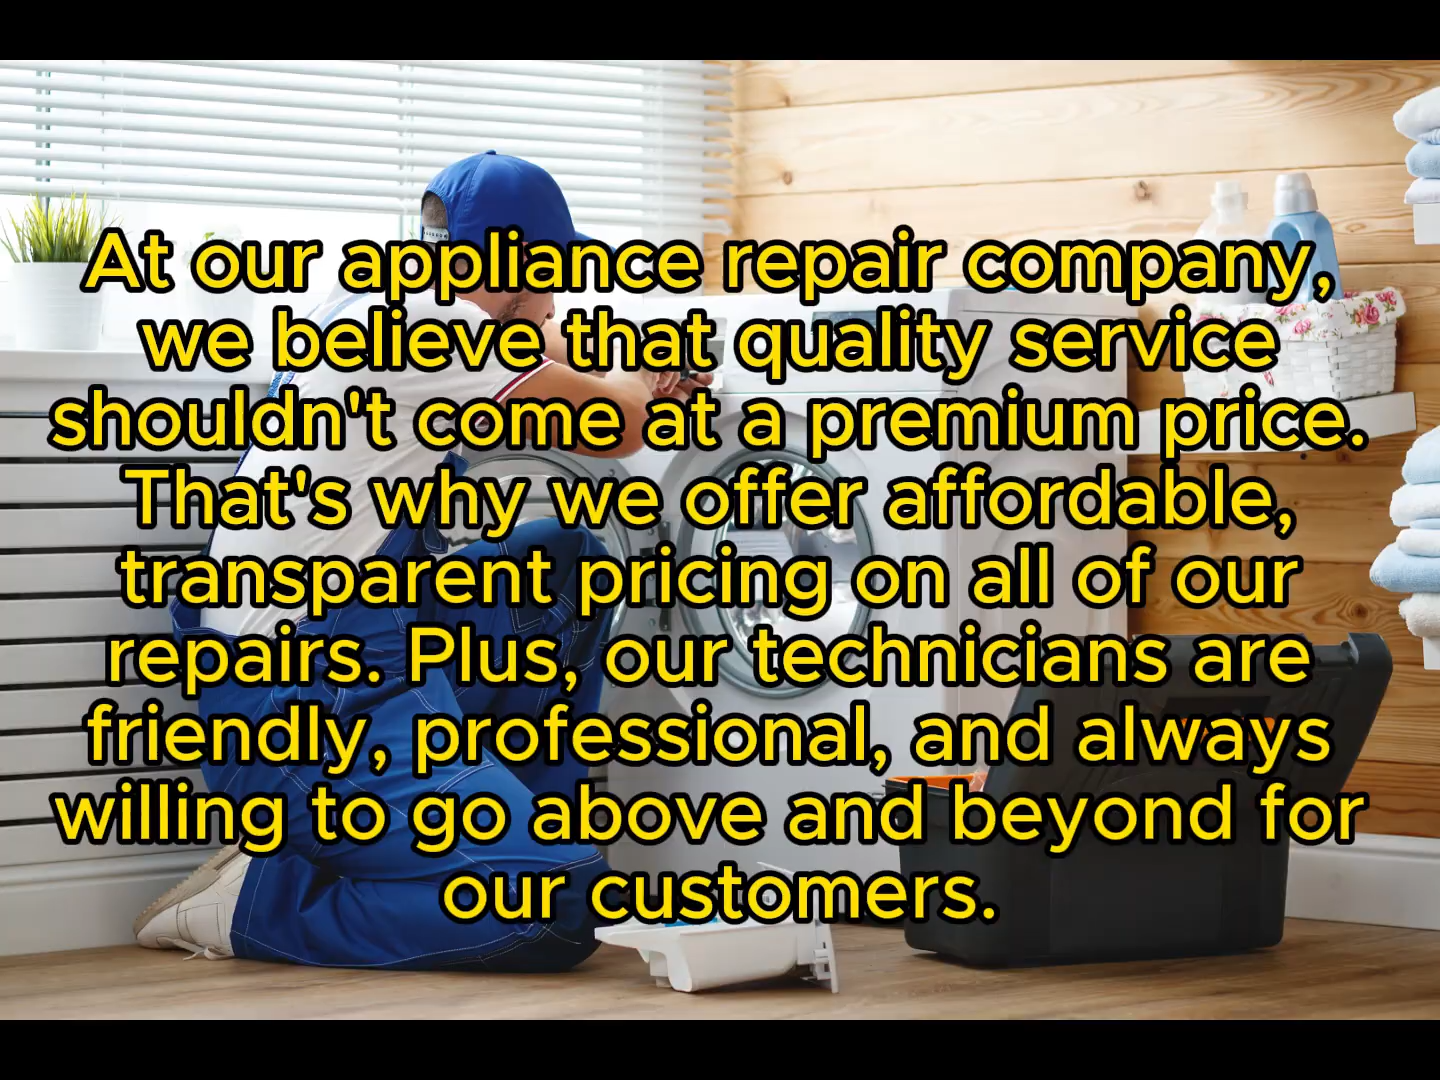 At our appliance repair company,
we believe that quality service
shouldn't come at a premium price.
That's why we offer affordable,
transparent pricing on all of our
repairs. Plus, our technicians are
friendly, professional, and always
willing to go above and beyond for
our customers.